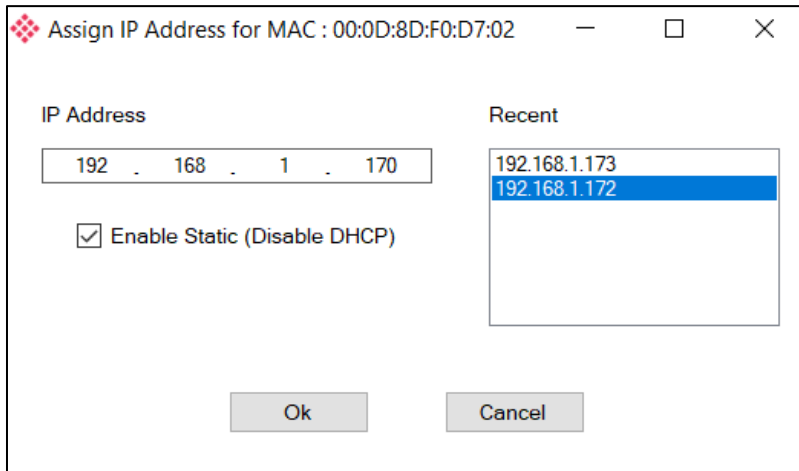 Assign IP Address for MAC : 00:0D:8D:F0:D7:02
IP Address
192 . 168 . 1 . 170
Enable Static (Disable DHCP)
Recent
192.168.1.173
192.168.1.172
Ok
Cancel